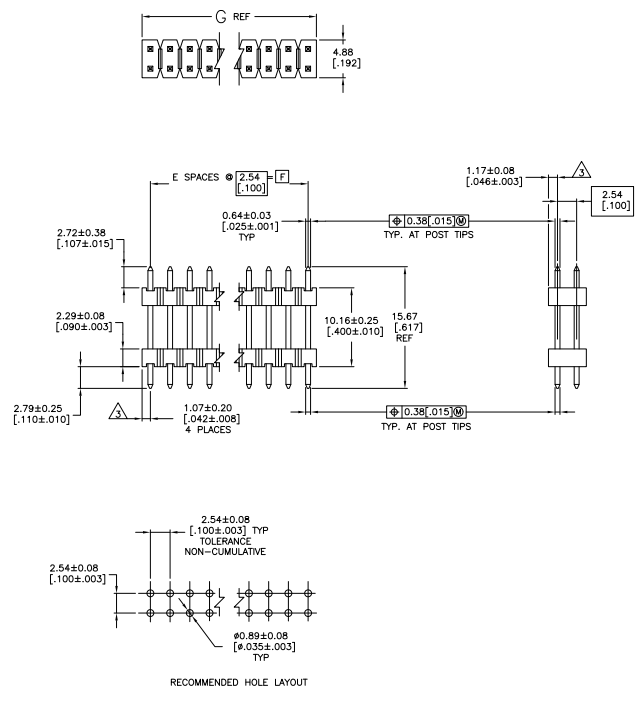 G REF
4.88
[.192]
E SPACES @ 2.54 = F
[.100]
1.17±0.08
[.046±.003]
3
2.54
[.100]
0.64±0.03
[.025±.001]
TYP
⌖ 0.38[.015]Ⓜ
TYP. AT POST TIPS
2.72±0.38
[.107±.015]
2.29±0.08
[.090±.003]
10.16±0.25
[.400±.010]
15.67
[.617]
REF
2.79±0.25
[.110±.010]
3
1.07±0.20
[.042±.008]
4 PLACES
⌖ 0.38[.015]Ⓜ
TYP. AT POST TIPS
2.54±0.08
[.100±.003] TYP
TOLERANCE
NON-CUMULATIVE
2.54±0.08
[.100±.003]
ø0.89±0.08
[ø.035±.003]
TYP
RECOMMENDED HOLE LAYOUT